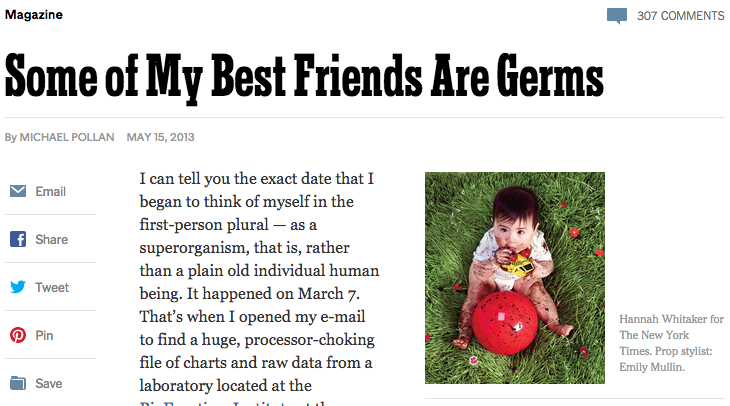 Magazine
307 COMMENTS
Some of My Best Friends Are Germs
By MICHAEL POLLAN MAY 15, 2013
Email
Share
Tweet
Pin
Save
I can tell you the exact date that I
began to think of myself in the
first-person plural — as a
superorganism, that is, rather
than a plain old individual human
being. It happened on March 7.
That’s when I opened my e-mail
to find a huge, processor-choking
file of charts and raw data from a
laboratory located at the
Hannah Whitaker for
The New York
Times. Prop stylist:
Emily Mullin.